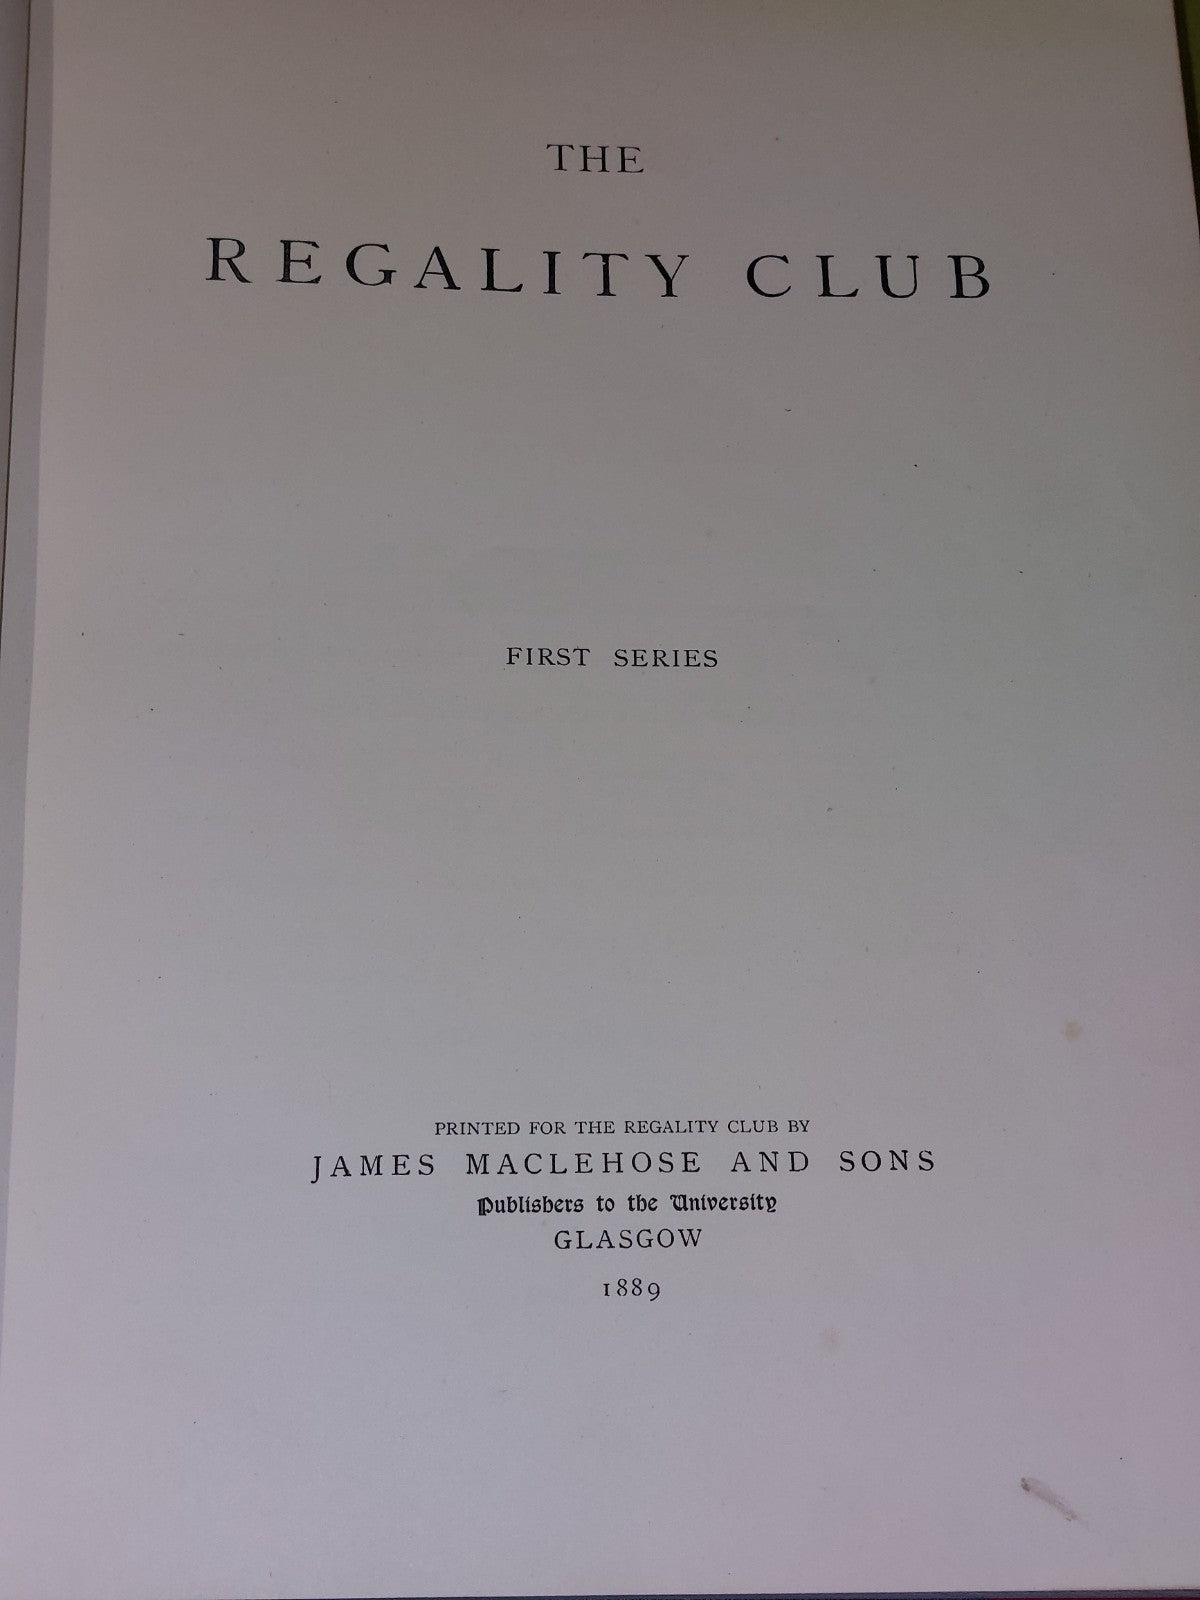 THE
REGALITY CLUB
FIRST SERIES
PRINTED FOR THE REGALITY CLUB BY
JAMES MACLEHOSE AND SONS
Publishers to the University
GLASGOW
1889